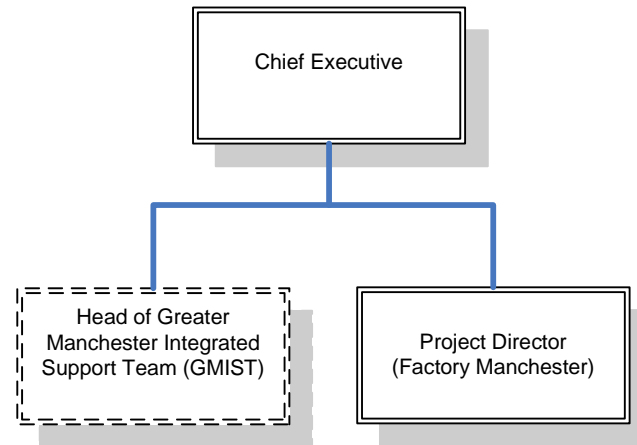 Chief Executive
Head of Greater
Manchester Integrated
Support Team (GMIST)
Project Director
(Factory Manchester)